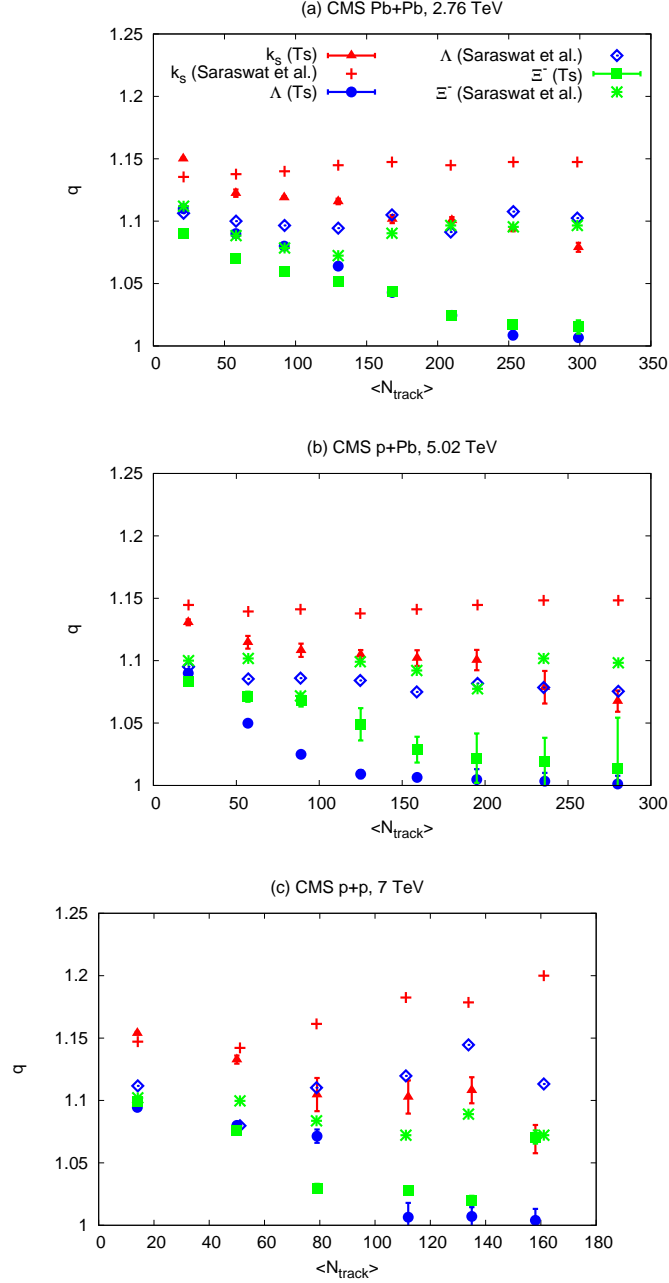 (a) CMS Pb+Pb, 2.76 TeV
1.25
1.2
1.15
1.1
1.05
1
q
k_s (Ts)
k_s (Saraswat et al.)
Λ (Ts)
Λ (Saraswat et al.)
Ξ⁻ (Ts)
Ξ⁻ (Saraswat et al.)
0 50 100 150 200 250 300 350
<N_track>
(b) CMS p+Pb, 5.02 TeV
1.25
1.2
1.15
1.1
1.05
1
q
0 50 100 150 200 250 300
<N_track>
(c) CMS p+p, 7 TeV
1.25
1.2
1.15
1.1
1.05
1
q
0 20 40 60 80 100 120 140 160 180
<N_track>